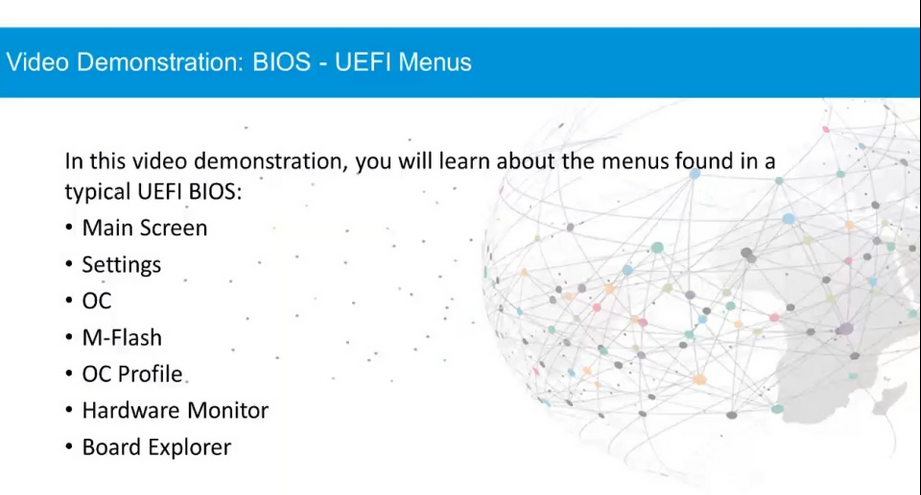 Video Demonstration: BIOS - UEFI Menus
In this video demonstration, you will learn about the menus found in a
typical UEFI BIOS:
• Main Screen
• Settings
• OC
• M-Flash
• OC Profile
• Hardware Monitor
• Board Explorer